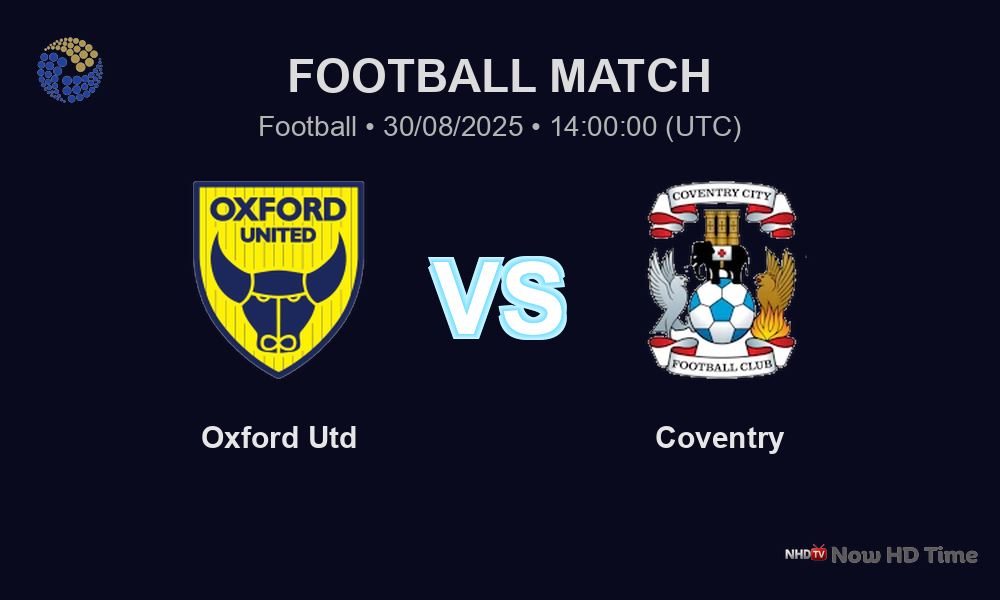 FOOTBALL MATCH
Football • 30/08/2025 • 14:00:00 (UTC)
OXFORD
UNITED
COVENTRY CITY
VS
FOOTBALL CLUB
Oxford Utd
Coventry
NHDTV Now HD Time